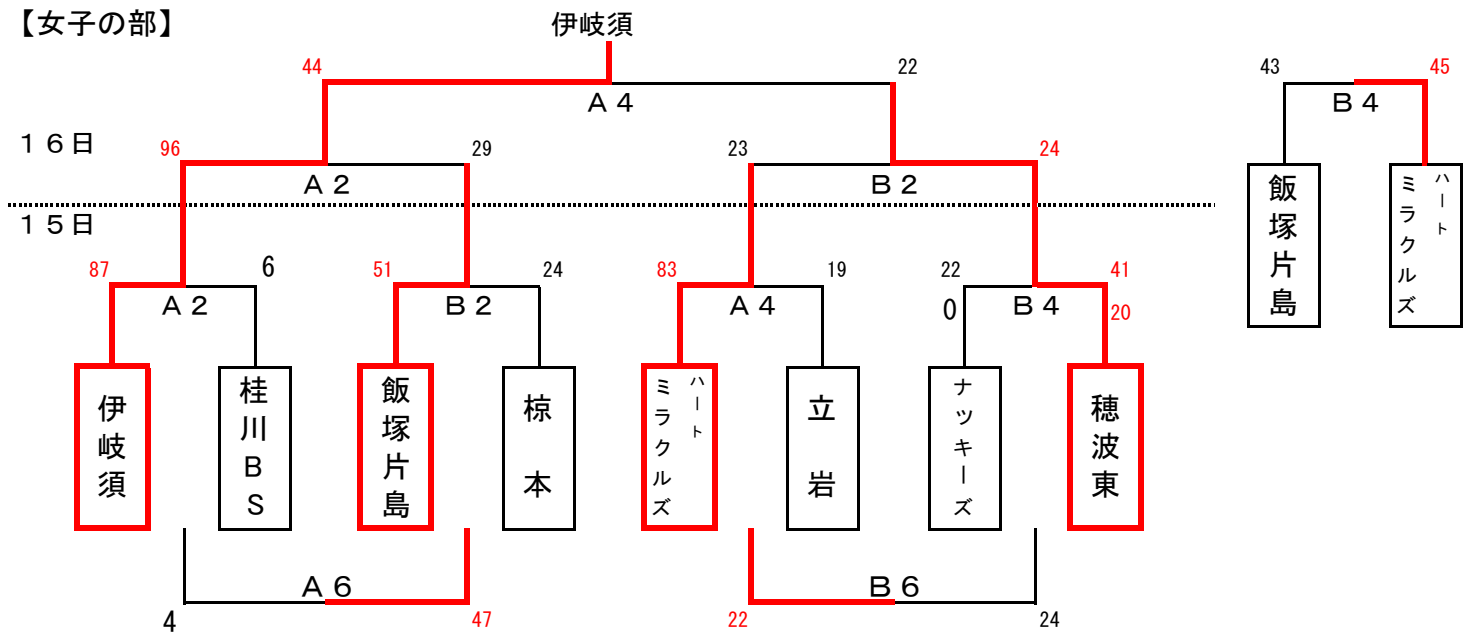 【女子の部】
伊岐須
44
22
43
45
A4
B4
16日
96
29
23
24
A2
B2
15日
87
6
51
24
83
19
22
41
A2
B2
A4
0
B4
20
伊岐須
桂川BS
飯塚片島
椋本
ハート
ミラクルズ
立岩
ナッキーズ
穂波東
飯塚片島
ハート
ミラクルズ
A6
B6
4
47
22
24